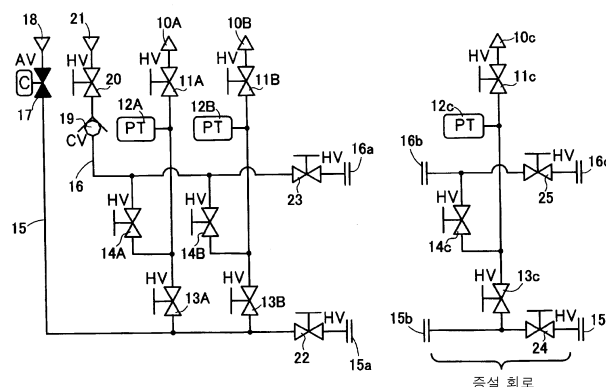 18
21
10A
10B
10c
AV
HV
HV
HV
HV
C
20
11A
11B
11c
17
12A
12B
12c
19
PT
PT
PT
CV
16
16a
HV
16b
HV
16c
23
25
HV
HV
HV
15
14A
14B
14c
HV
HV
HV
13A
13B
13c
HV
15b
HV
15
22
15a
24
증설 회로